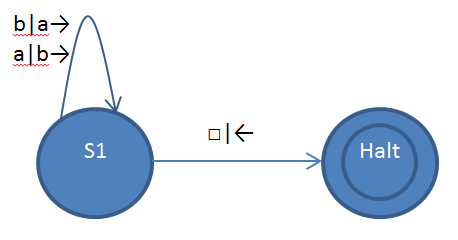 b|a→
a|b→
□|←
S1
Halt